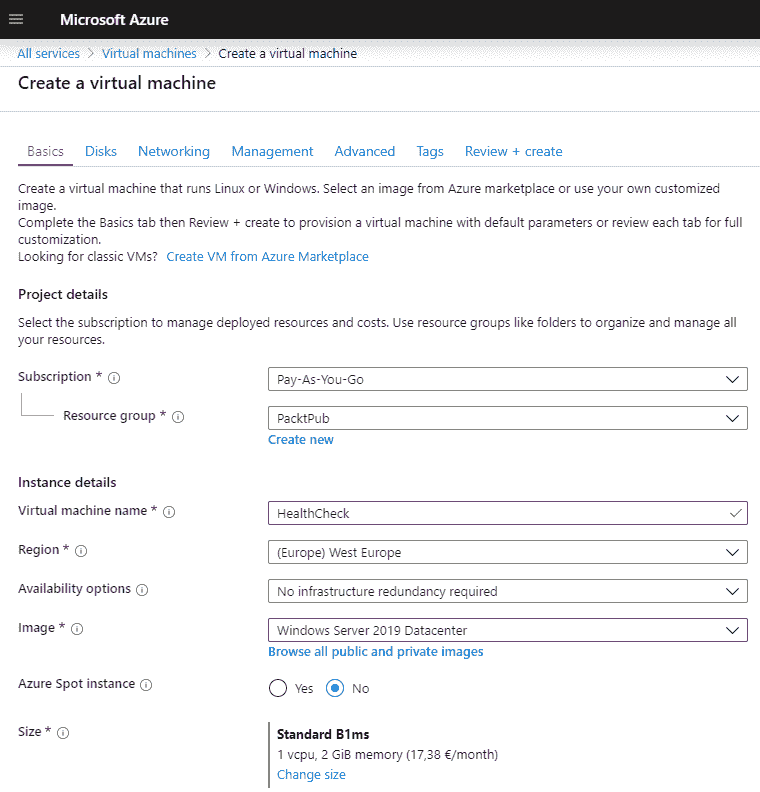 Microsoft Azure
All services > Virtual machines > Create a virtual machine
Create a virtual machine
Basics Disks Networking Management Advanced Tags Review + create
Create a virtual machine that runs Linux or Windows. Select an image from Azure marketplace or use your own customized
image.
Complete the Basics tab then Review + create to provision a virtual machine with default parameters or review each tab for full
customization.
Looking for classic VMs? Create VM from Azure Marketplace
Project details
Select the subscription to manage deployed resources and costs. Use resource groups like folders to organize and manage all
your resources.
Subscription *
Pay-As-You-Go
Resource group *
PacktPub
Create new
Instance details
Virtual machine name *
HealthCheck
Region *
(Europe) West Europe
Availability options
No infrastructure redundancy required
Image *
Windows Server 2019 Datacenter
Browse all public and private images
Azure Spot instance
Yes No
Size *
Standard B1ms
1 vcpu, 2 GiB memory (17,38 €/month)
Change size